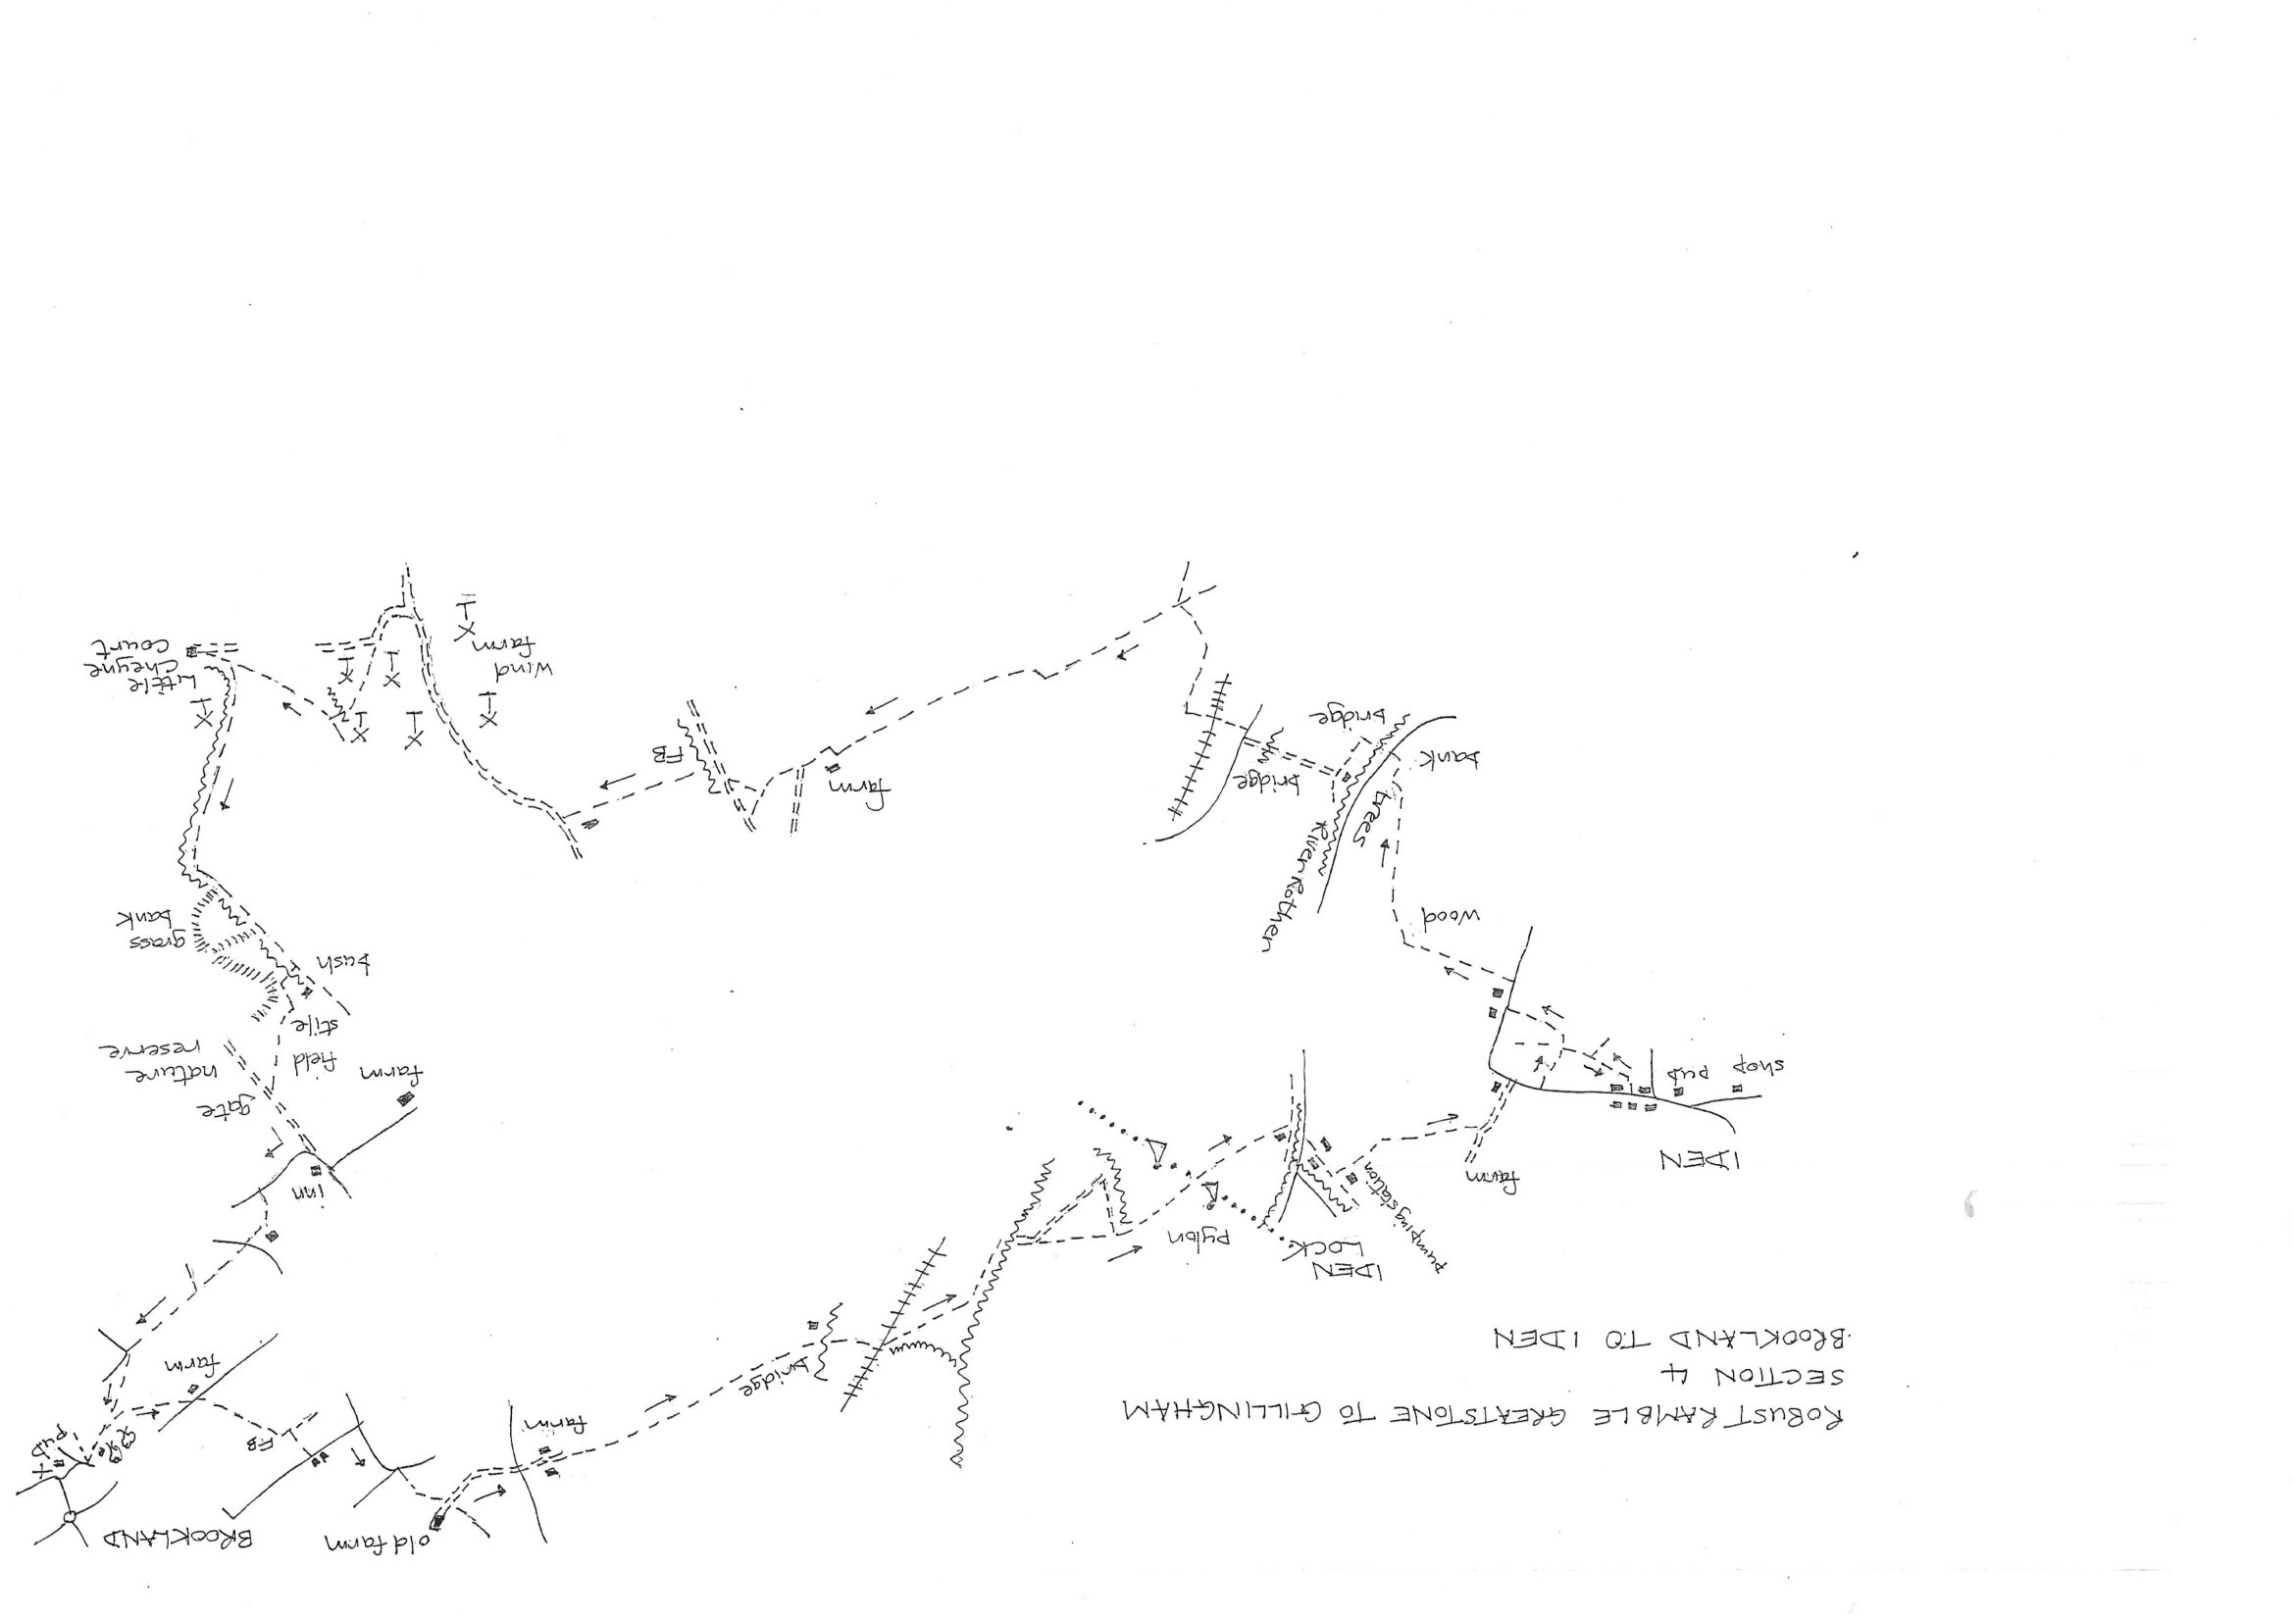 ROBUST RAMBLE GREATSTONE TO GILLINGHAM
SECTION 4
BROOKLAND TO IDEN
old farm
BROOKLAND
pub
FB
farm
farm
bridge
IDEN
LOCK
pylon
pumping station
farm
IDEN
shop
pub
inn
gate
farm
nature
reserve
field
stile
bush
grass
bank
wood
River Rother
trees
bank
bridge
bridge
farm
FB
wind
farm
Little
Cheyne
Court